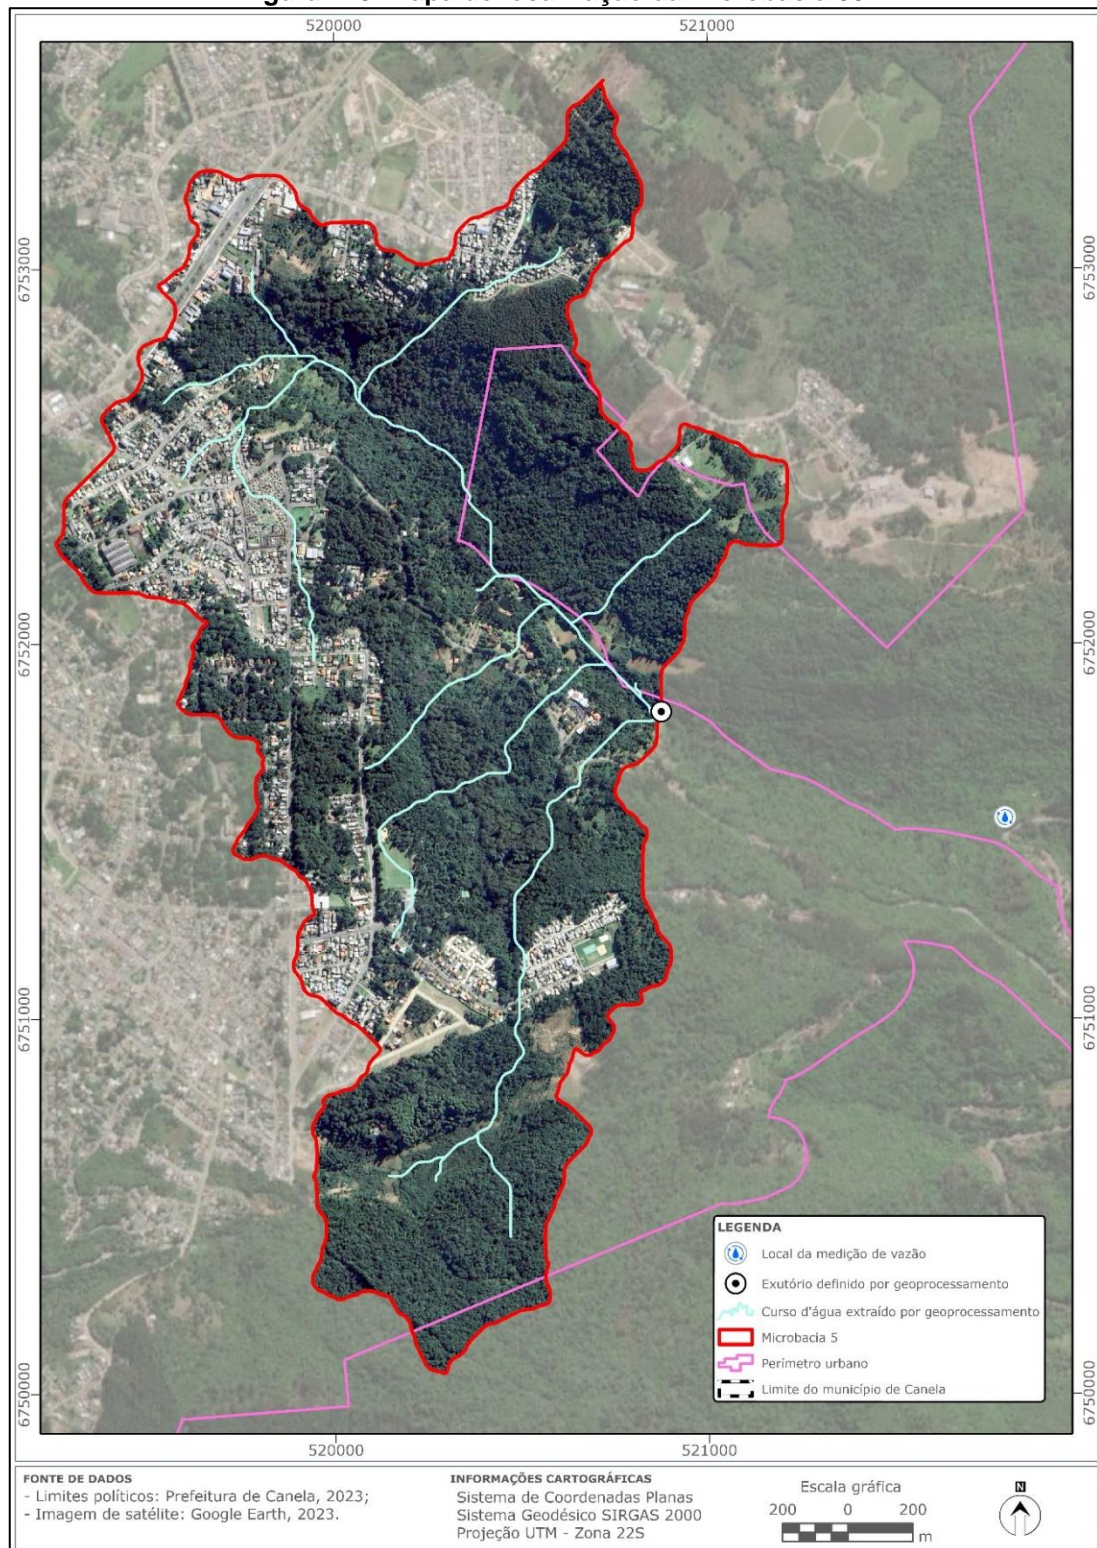 520000 521000
6753000 6753000
6752000 6752000
6751000 6751000
6750000 6750000
LEGENDA
Local da medição de vazão
Exutório definido por geoprocessamento
Curso d'água extraído por geoprocessamento
Microbacia 5
Perímetro urbano
Limite do município de Canela
520000 521000
FONTE DE DADOS
- Limites políticos: Prefeitura de Canela, 2023;
- Imagem de satélite: Google Earth, 2023.
INFORMAÇÕES CARTOGRÁFICAS
Sistema de Coordenadas Planas
Sistema Geodésico SIRGAS 2000
Projeção UTM - Zona 22S
Escala gráfica
200 0 200
m
N